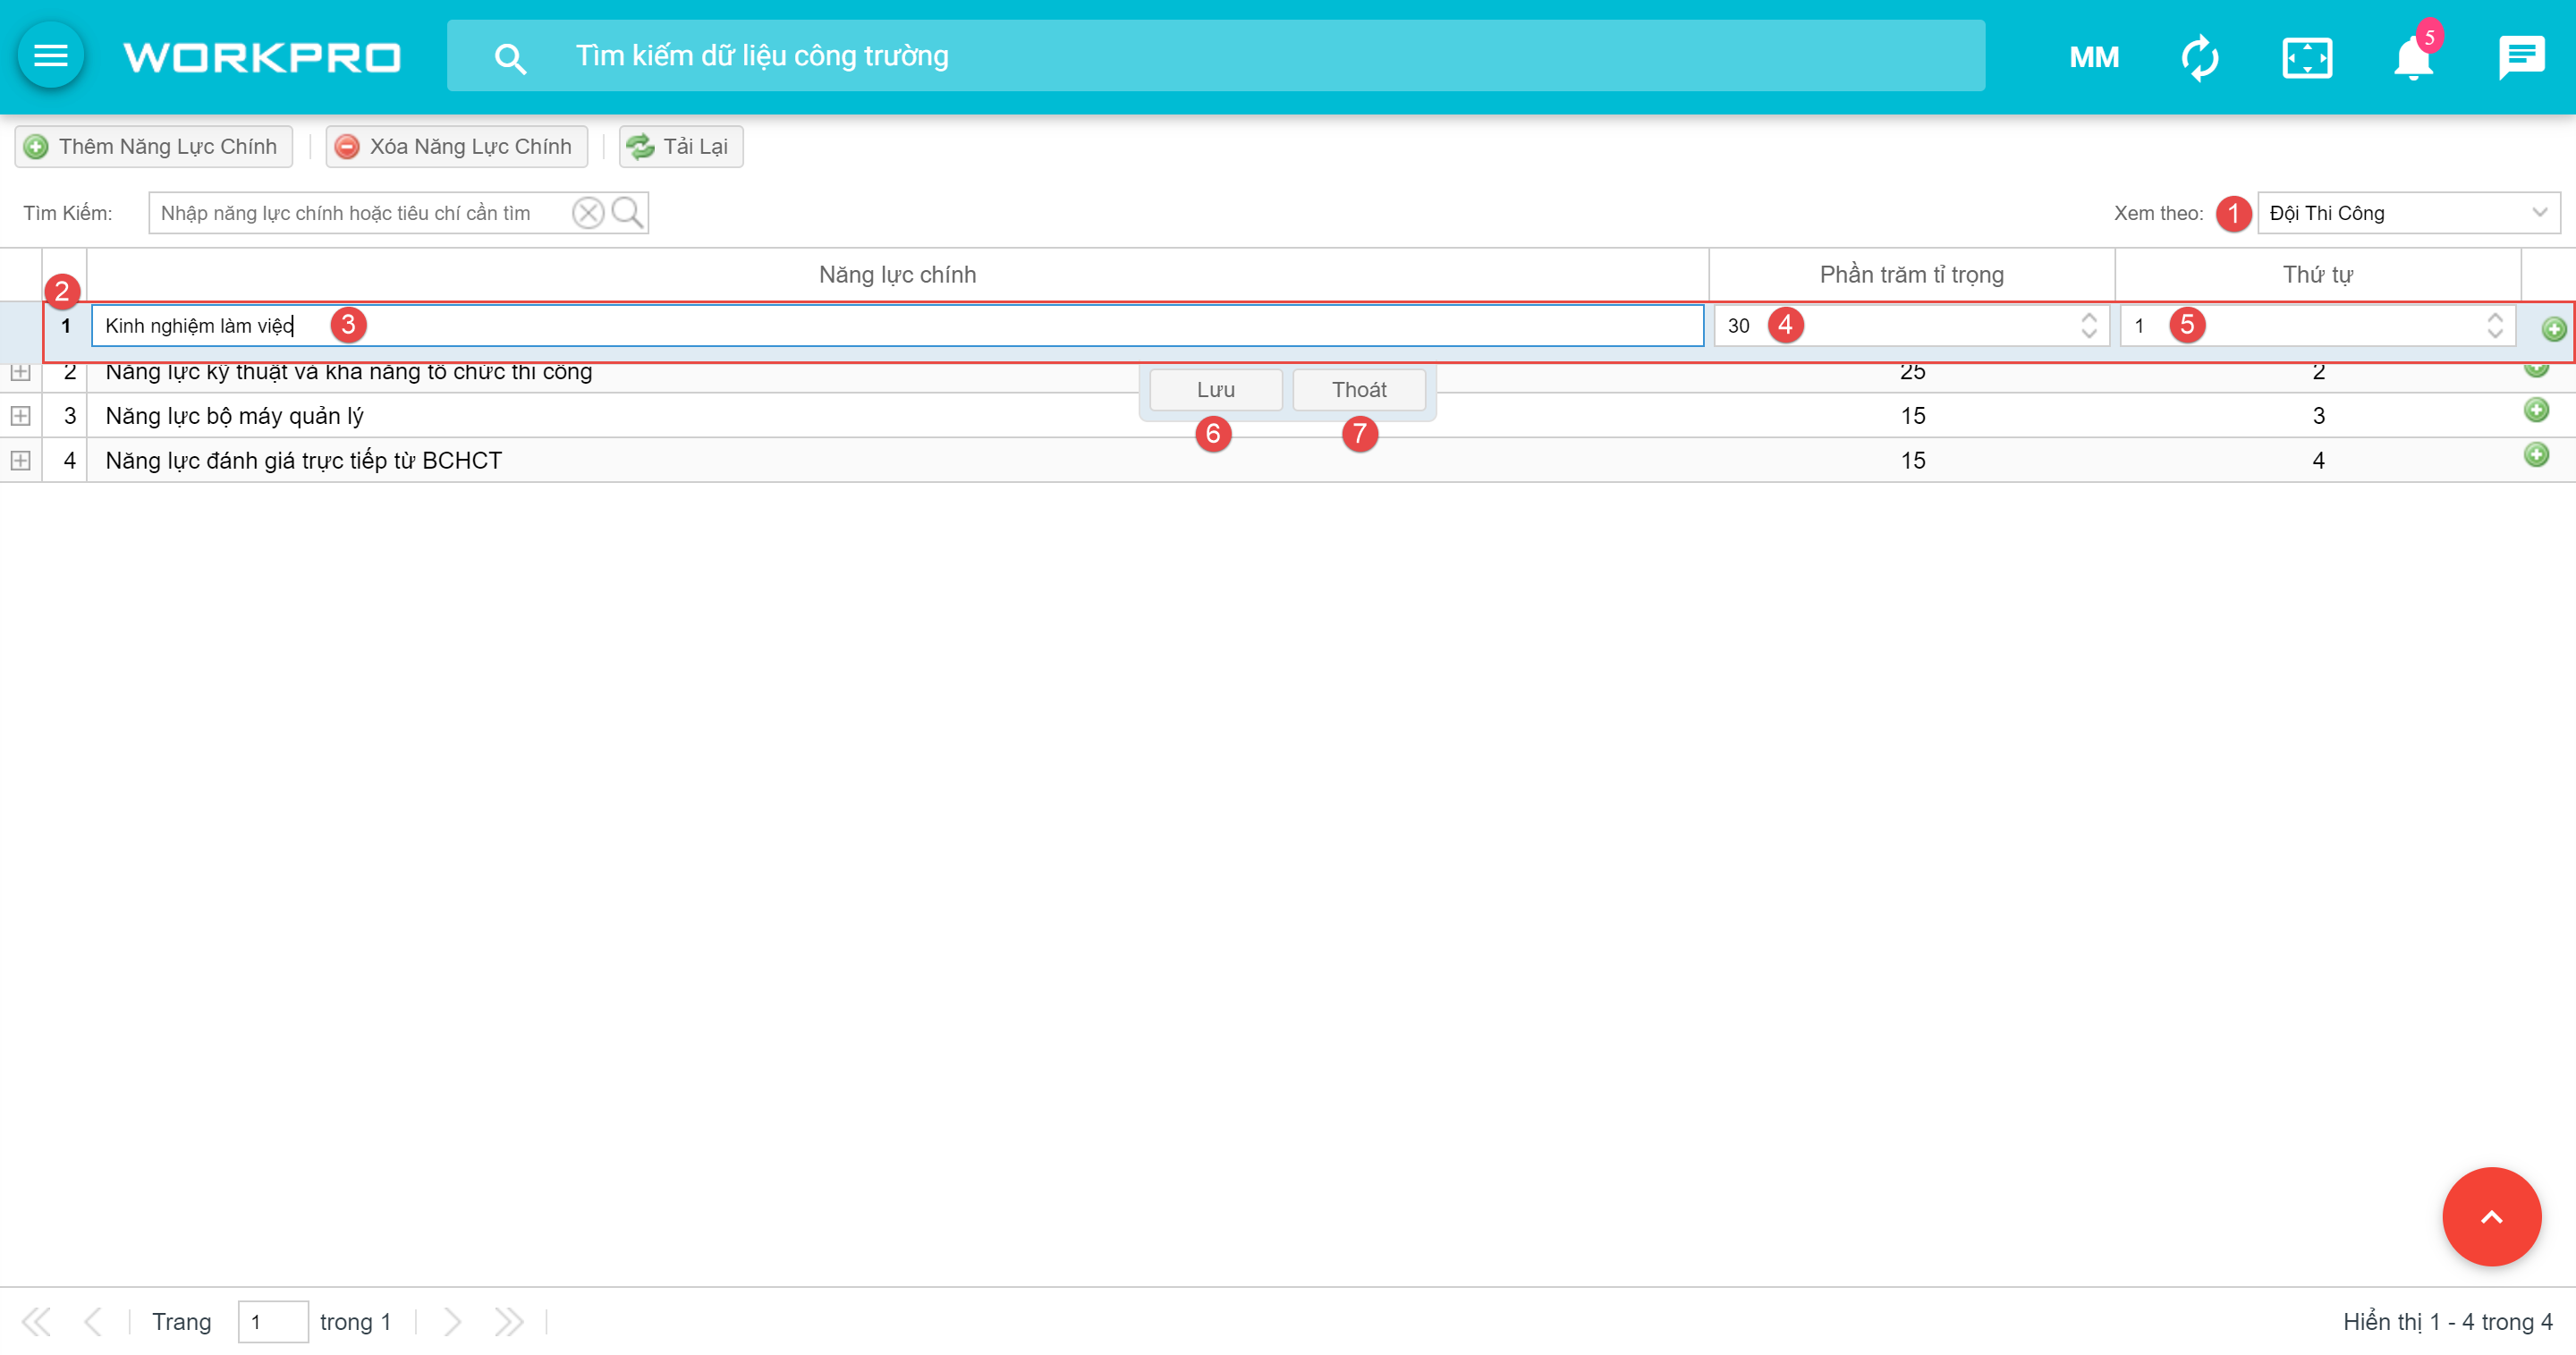 WORKPRO
Tìm kiếm dữ liệu công trường
MM
5
Thêm Năng Lực Chính
Xóa Năng Lực Chính
Tải Lại
Tìm Kiếm:
Nhập năng lực chính hoặc tiêu chí cần tìm
Xem theo:
1
Đội Thi Công
Năng lực chính
Phần trăm tỉ trọng
Thứ tự
2
1
Kinh nghiệm làm việc
3
30
4
1
5
2
Năng lực kỹ thuật và khả năng tổ chức thi công
25
2
Lưu
Thoát
3
Năng lực bộ máy quản lý
15
3
6
7
4
Năng lực đánh giá trực tiếp từ BCHCT
15
4
Trang
1
trong 1
Hiển thị 1 - 4 trong 4